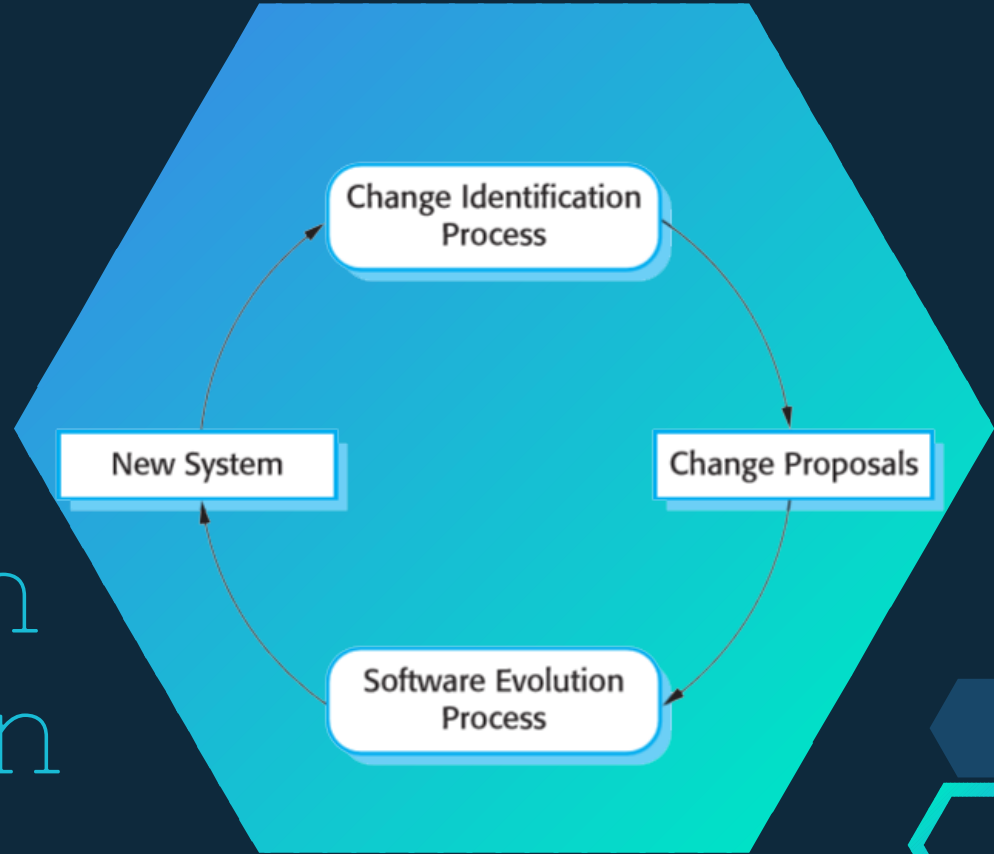 Change Identification
Process
New System
Change Proposals
n
n
Software Evolution
Process